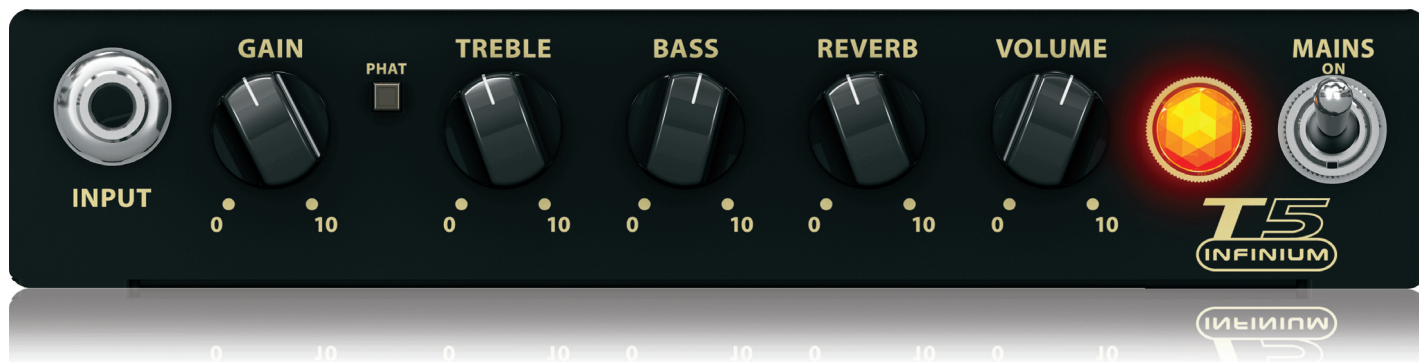 GAIN TREBLE BASS REVERB VOLUME MAINS
PHAT ON
INPUT
0 10 0 10 0 10 0 10 0 10
T5
INFINIUM